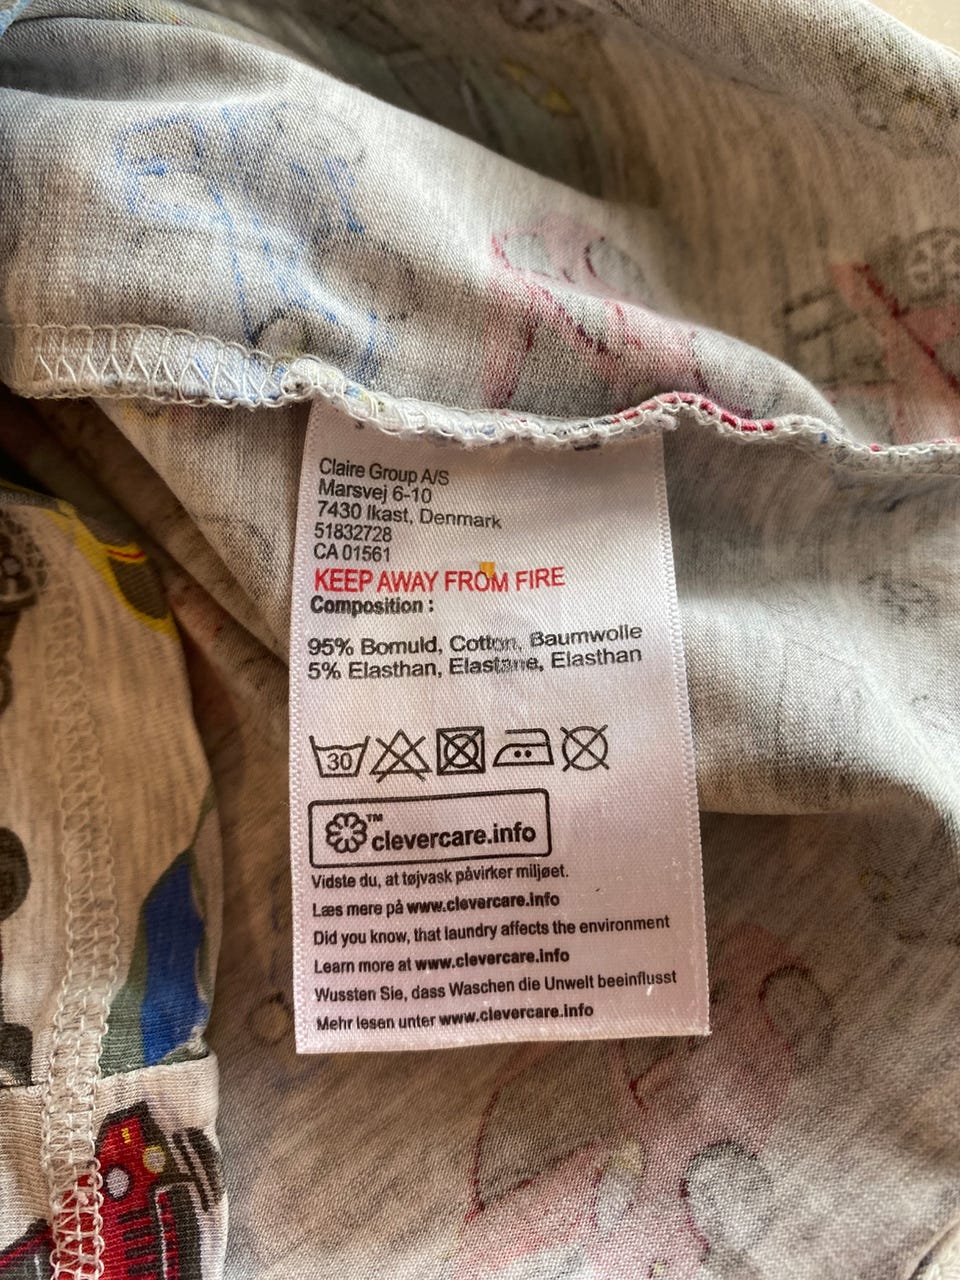 Claire Group A/S
Marsvej 6-10
7430 Ikast, Denmark
51832728
CA 01561
KEEP AWAY FROM FIRE
Composition :
95% Bomuld, Cotton, Baumwolle
5% Elasthan, Elastane, Elasthan
30
™ clevercare.info
Vidste du, at tøjvask påvirker miljøet.
Læs mere på www.clevercare.info
Did you know, that laundry affects the environment
Learn more at www.clevercare.info
Wussten Sie, dass Waschen die Unwelt beeinflusst
Mehr lesen unter www.clevercare.info